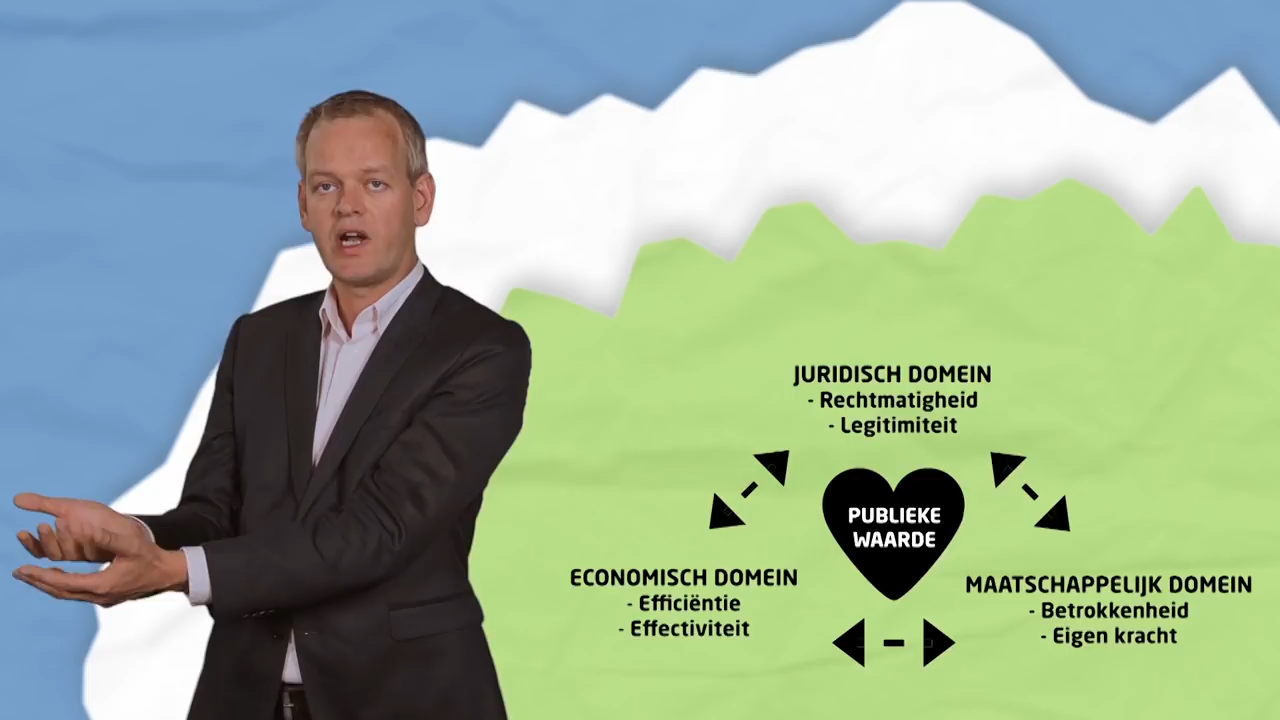 JURIDISCH DOMEIN
- Rechtmatigheid
- Legitimiteit
PUBLIEKE
WAARDE
ECONOMISCH DOMEIN
- Efficiëntie
- Effectiviteit
MAATSCHAPPELIJK DOMEIN
- Betrokkenheid
- Eigen kracht